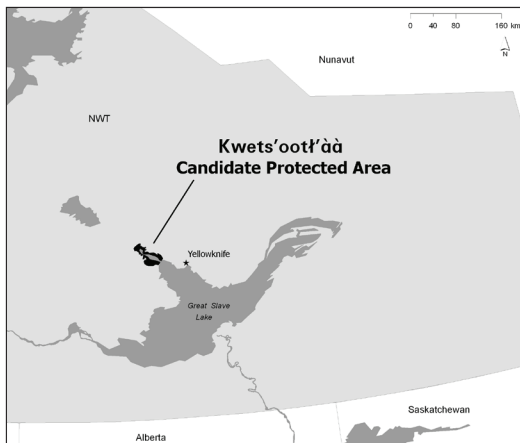 0 40 80 160 km
N
Nunavut
NWT
Kwets'ootł'àà
Candidate Protected Area
Yellowknife
Great Slave
Lake
Saskatchewan
Alberta